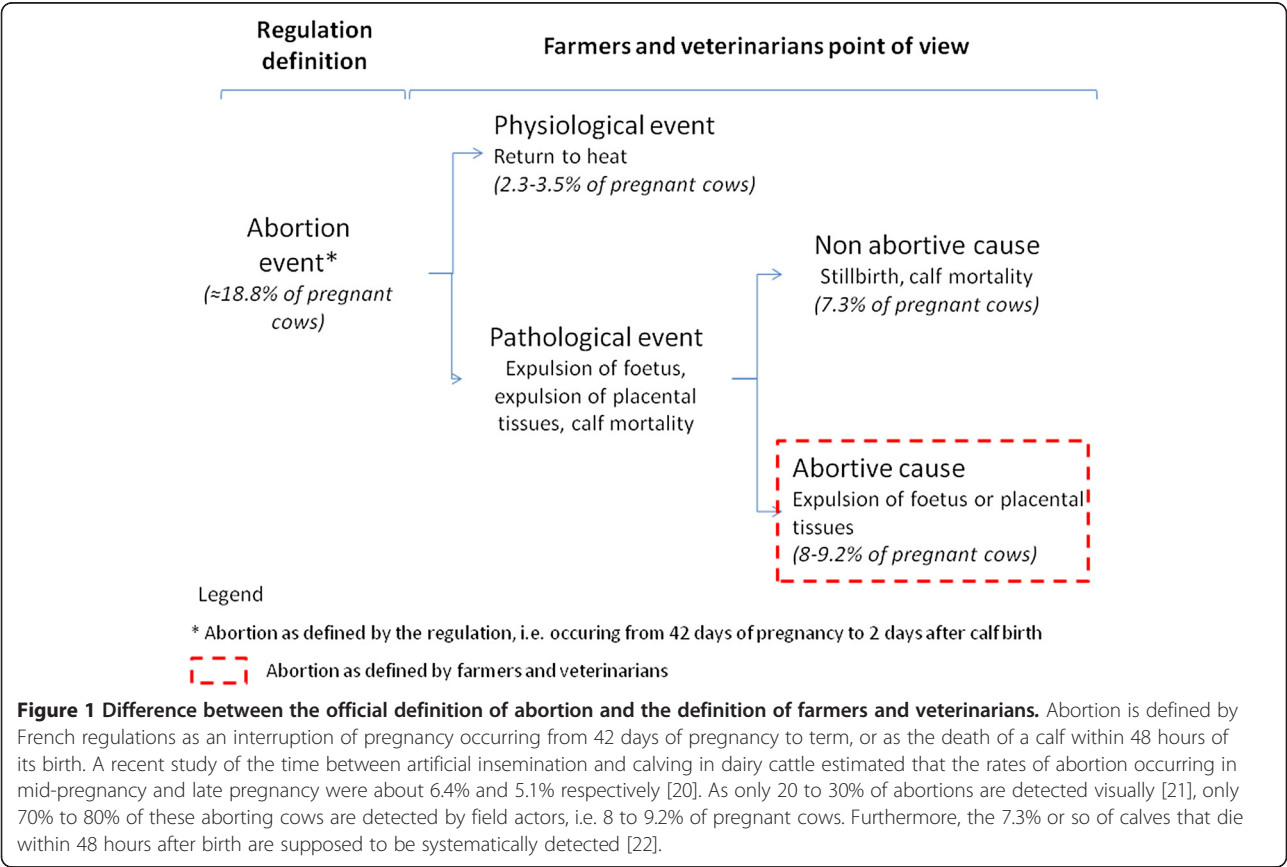 Regulation
definition
Farmers and veterinarians point of view
Physiological event
Return to heat
(2.3-3.5% of pregnant cows)
Abortion
event*
(≈18.8% of pregnant
cows)
Non abortive cause
Stillbirth, calf mortality
(7.3% of pregnant cows)
Pathological event
Expulsion of foetus,
expulsion of placental
tissues, calf mortality
Abortive cause
Expulsion of foetus or placental
tissues
(8-9.2% of pregnant cows)
Legend
* Abortion as defined by the regulation, i.e. occuring from 42 days of pregnancy to 2 days after calf birth
Abortion as defined by farmers and veterinarians
Figure 1 Difference between the official definition of abortion and the definition of farmers and veterinarians. Abortion is defined by
French regulations as an interruption of pregnancy occurring from 42 days of pregnancy to term, or as the death of a calf within 48 hours of
its birth. A recent study of the time between artificial insemination and calving in dairy cattle estimated that the rates of abortion occurring in
mid-pregnancy and late pregnancy were about 6.4% and 5.1% respectively [20]. As only 20 to 30% of abortions are detected visually [21], only
70% to 80% of these aborting cows are detected by field actors, i.e. 8 to 9.2% of pregnant cows. Furthermore, the 7.3% or so of calves that die
within 48 hours after birth are supposed to be systematically detected [22].